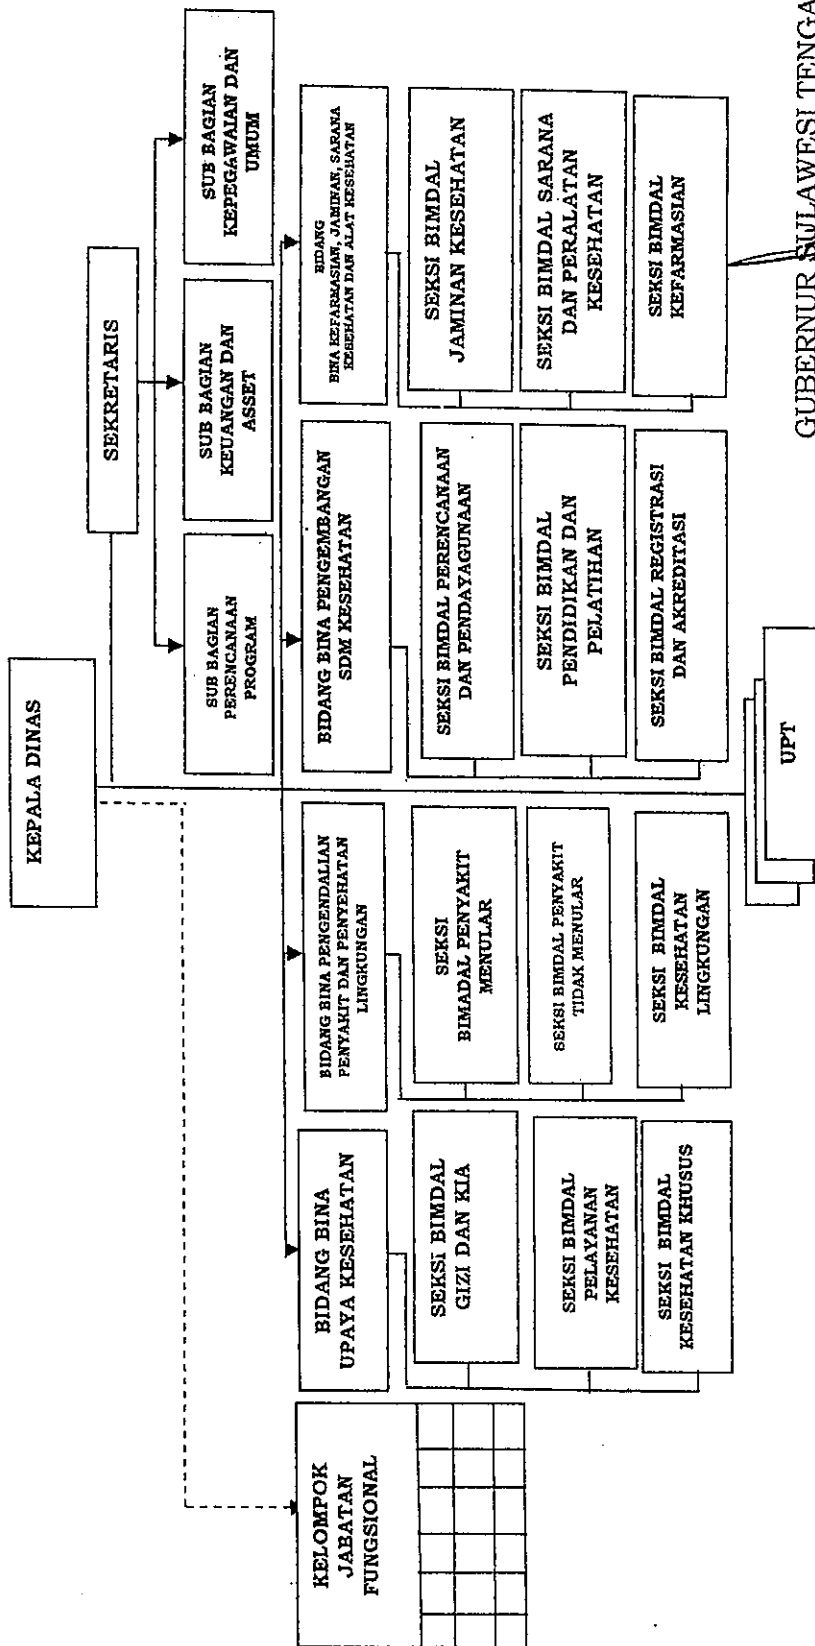 KEPALA DINAS
SEKRETARIS
SUB BAGIAN
PERENCANAAN
PROGRAM
SUB BAGIAN
KEUANGAN DAN
ASSET
SUB BAGIAN
KEPEGAWAIAN DAN
UMUM
KELOMPOK
JABATAN
FUNGSIONAL
BIDANG BINA
UPAYA KESEHATAN
SEKSI BIMDAL
GIZI DAN KIA
SEKSI BIMDAL
PELAYANAN
KESEHATAN
SEKSI BIMDAL
KESEHATAN KHUSUS
BIDANG BINA PENGENDALIAN
PENYAKIT DAN PENYEHATAN
LINGKUNGAN
SEKSI
BIMADAL PENYAKIT
MENULAR
SEKSI BIMDAL PENYAKIT
TIDAK MENULAR
SEKSI BIMDAL
KESEHATAN
LINGKUNGAN
BIDANG BINA PENGEMBANGAN
SDM KESEHATAN
SEKSI BIMDAL PERENCANAAN
DAN PENDAYAGUNAAN
SEKSI BIMDAL
PENDIDIKAN DAN
PELATIHAN
SEKSI BIMDAL REGISTRASI
DAN AKREDITASI
BIDANG
BINA KEFARMASIAN, JAMINAN, SARANA
KESEHATAN DAN ALAT KESEHATAN
SEKSI BIMDAL
JAMINAN KESEHATAN
SEKSI BIMDAL SARANA
DAN PERALATAN
KESEHATAN
SEKSI BIMDAL
KEFARMASIAN
UPT
GUBERNUR SULAWESI TENGA